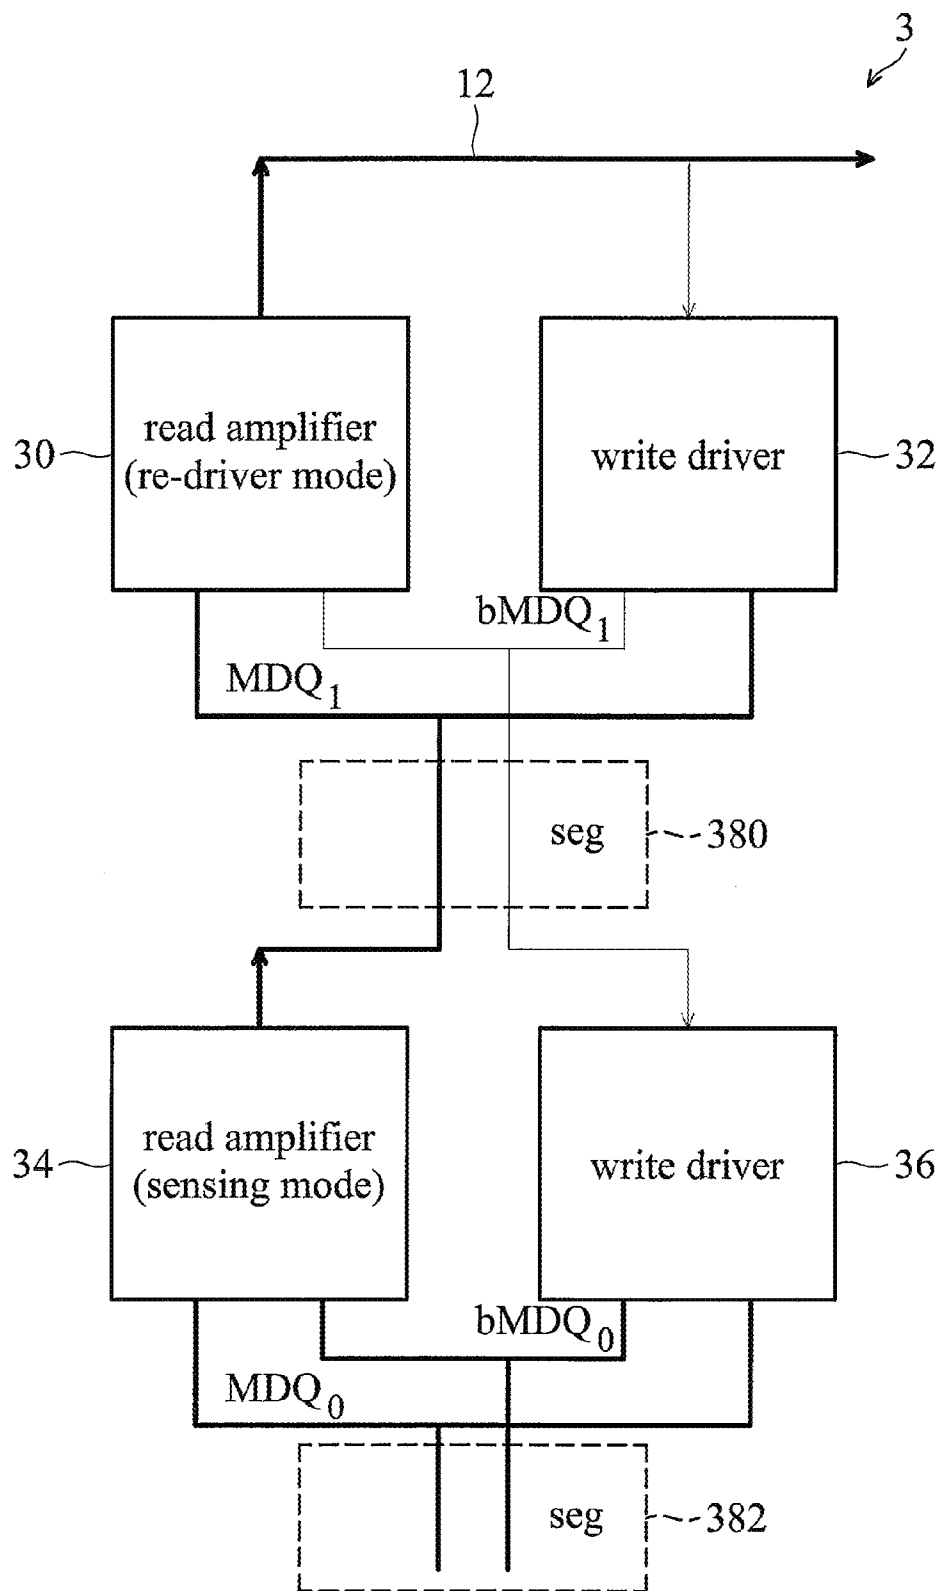 3
12
30
read amplifier
(re-driver mode)
write driver
32
bMDQ1
MDQ1
seg
380
34
read amplifier
(sensing mode)
write driver
36
bMDQ0
MDQ0
seg
382